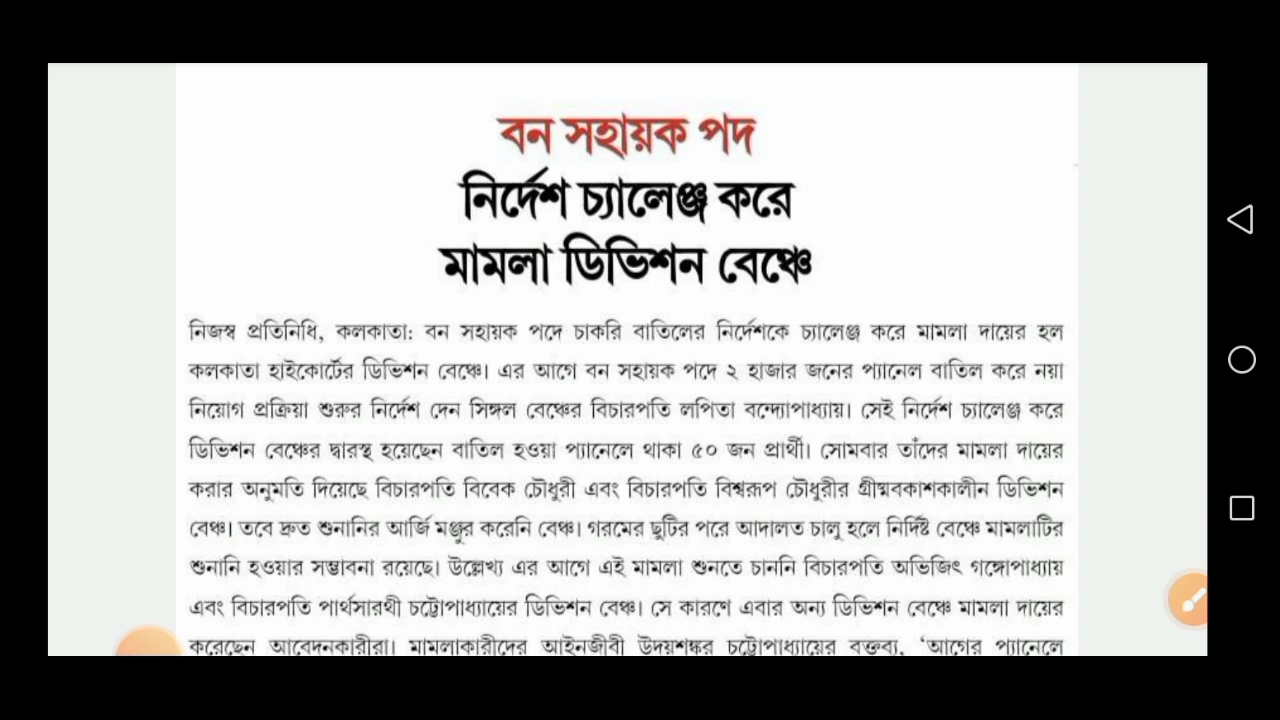 বন সহায়ক পদ
নির্দেশ চ্যালেঞ্জ করে
মামলা ডিভিশন বেঞ্চে
নিজস্ব প্রতিনিধি, কলকাতা: বন সহায়ক পদে চাকরি বাতিলের নির্দেশকে চ্যালেঞ্জ করে মামলা দায়ের হল
কলকাতা হাইকোর্টের ডিভিশন বেঞ্চে। এর আগে বন সহায়ক পদে ২ হাজার জনের প্যানেল বাতিল করে নয়া
নিয়োগ প্রক্রিয়া শুরুর নির্দেশ দেন সিঙ্গল বেঞ্চের বিচারপতি লপিতা বন্দ্যোপাধ্যায়। সেই নির্দেশ চ্যালেঞ্জ করে
ডিভিশন বেঞ্চের দ্বারস্থ হয়েছেন বাতিল হওয়া প্যানেলে থাকা ৫০ জন প্রার্থী। সোমবার তাঁদের মামলা দায়ের
করার অনুমতি দিয়েছে বিচারপতি বিবেক চৌধুরী এবং বিচারপতি বিশ্বরূপ চৌধুরীর গ্রীষ্মবকাশকালীন ডিভিশন
বেঞ্চ। তবে দ্রুত শুনানির আর্জি মঞ্জুর করেনি বেঞ্চ। গরমের ছুটির পরে আদালত চালু হলে নির্দিষ্ট বেঞ্চে মামলাটির
শুনানি হওয়ার সম্ভাবনা রয়েছে। উল্লেখ্য এর আগে এই মামলা শুনতে চাননি বিচারপতি অভিজিৎ গঙ্গোপাধ্যায়
এবং বিচারপতি পার্থসারথী চট্টোপাধ্যায়ের ডিভিশন বেঞ্চ। সে কারণে এবার অন্য ডিভিশন বেঞ্চে মামলা দায়ের
করেছেন আবেদনকারীরা। মামলাকারীদের আইনজীবী উদয়শঙ্কর চট্টোপাধ্যায়ের বক্তব্য, ‘আগের প্যানেলে